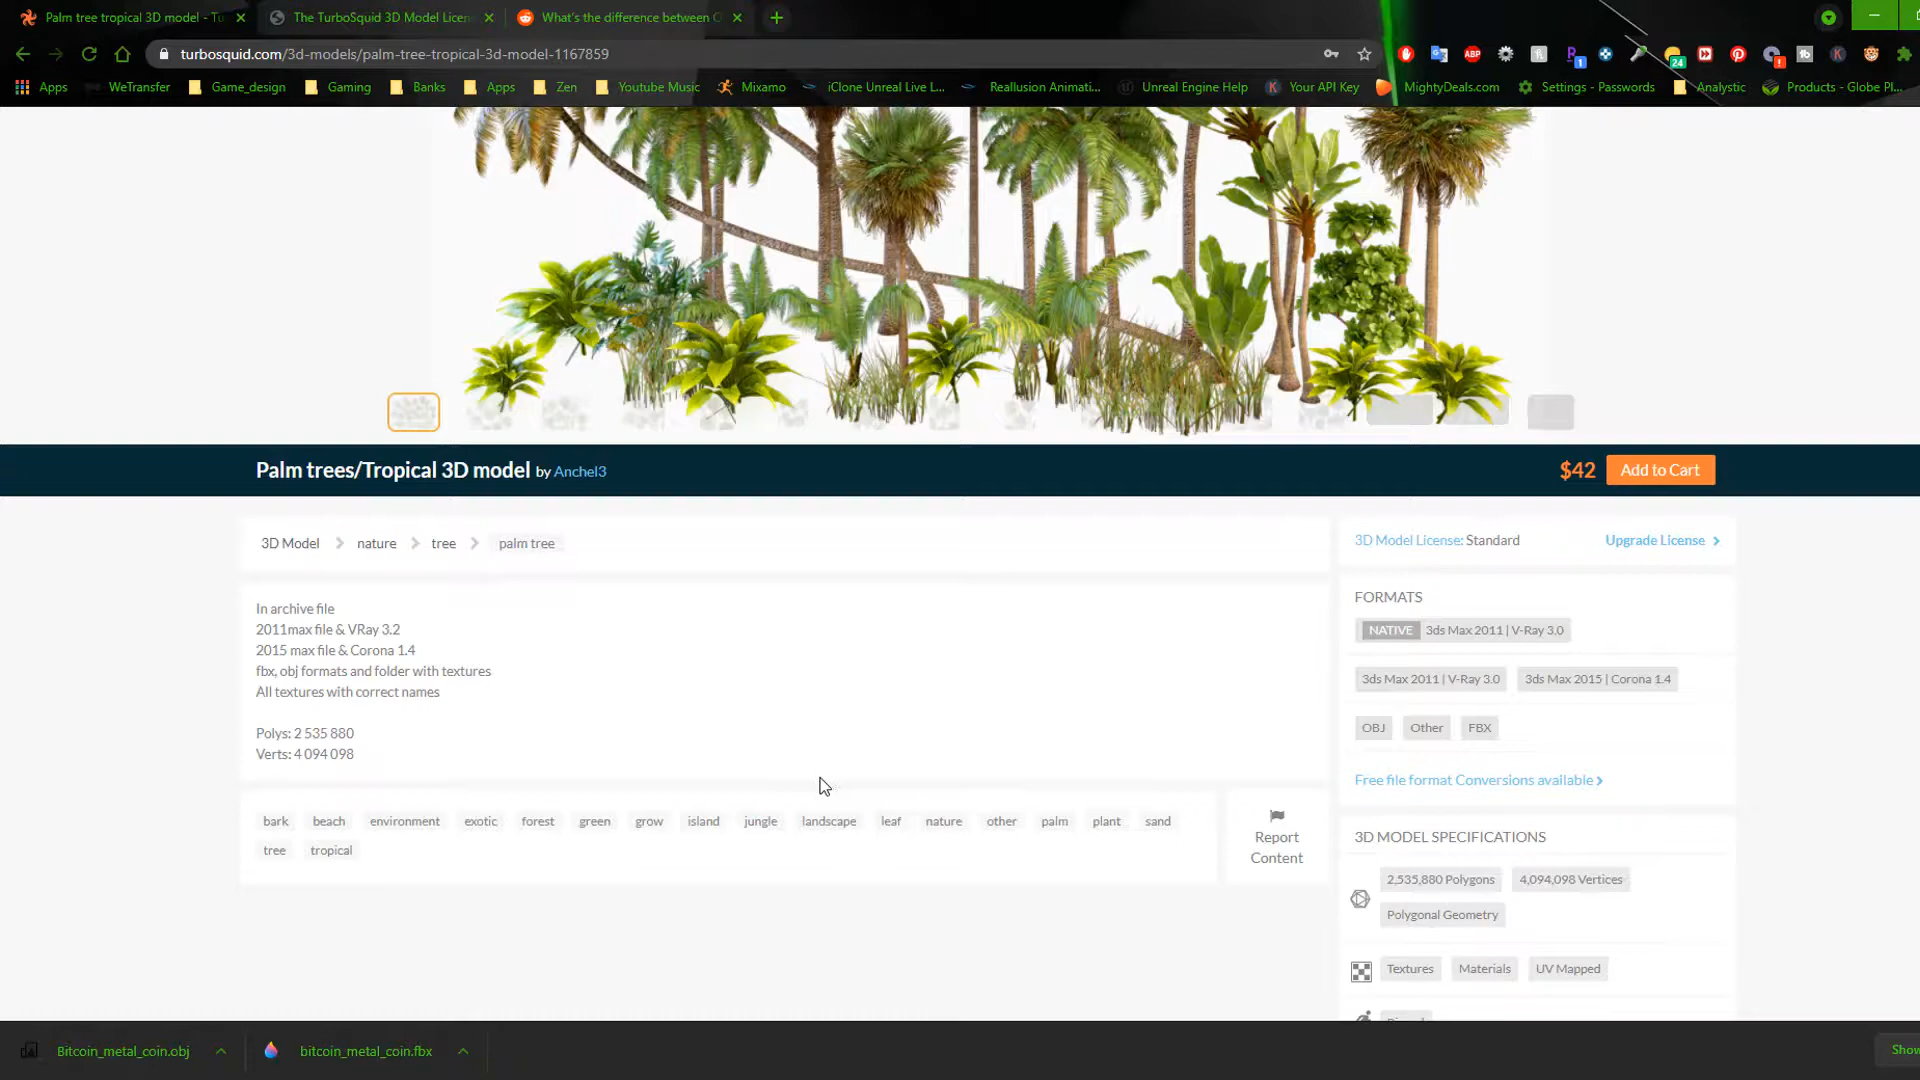 Palm tree tropical 3D model - Tu
The TurboSquid 3D Model Licen
What's the difference between C
turbosquid.com/3d-models/palm-tree-tropical-3d-model-1167859
Apps
WeTransfer
Game_design
Gaming
Banks
Apps
Zen
Youtube Music
Mixamo
iClone Unreal Live L...
Reallusion Animati...
Unreal Engine Help
Your API Key
MightyDeals.com
Settings - Passwords
Analystic
Products - Globe Pl...
ABP
1
24
Palm trees/Tropical 3D model by Anchel3
$42
Add to Cart
3D Model
nature
tree
palm tree
3D Model License: Standard
Upgrade License
In archive file
2011max file & VRay 3.2
2015 max file & Corona 1.4
fbx, obj formats and folder with textures
All textures with correct names
Polys: 2 535 880
Verts: 4 094 098
FORMATS
NATIVE 3ds Max 2011 | V-Ray 3.0
3ds Max 2011 | V-Ray 3.0
3ds Max 2015 | Corona 1.4
OBJ
Other
FBX
Free file format Conversions available
bark
beach
environment
exotic
forest
green
grow
island
jungle
landscape
leaf
nature
other
palm
plant
sand
tree
tropical
Report
Content
3D MODEL SPECIFICATIONS
2,535,880 Polygons
4,094,098 Vertices
Polygonal Geometry
Textures
Materials
UV Mapped
Bitcoin_metal_coin.obj
bitcoin_metal_coin.fbx
Show